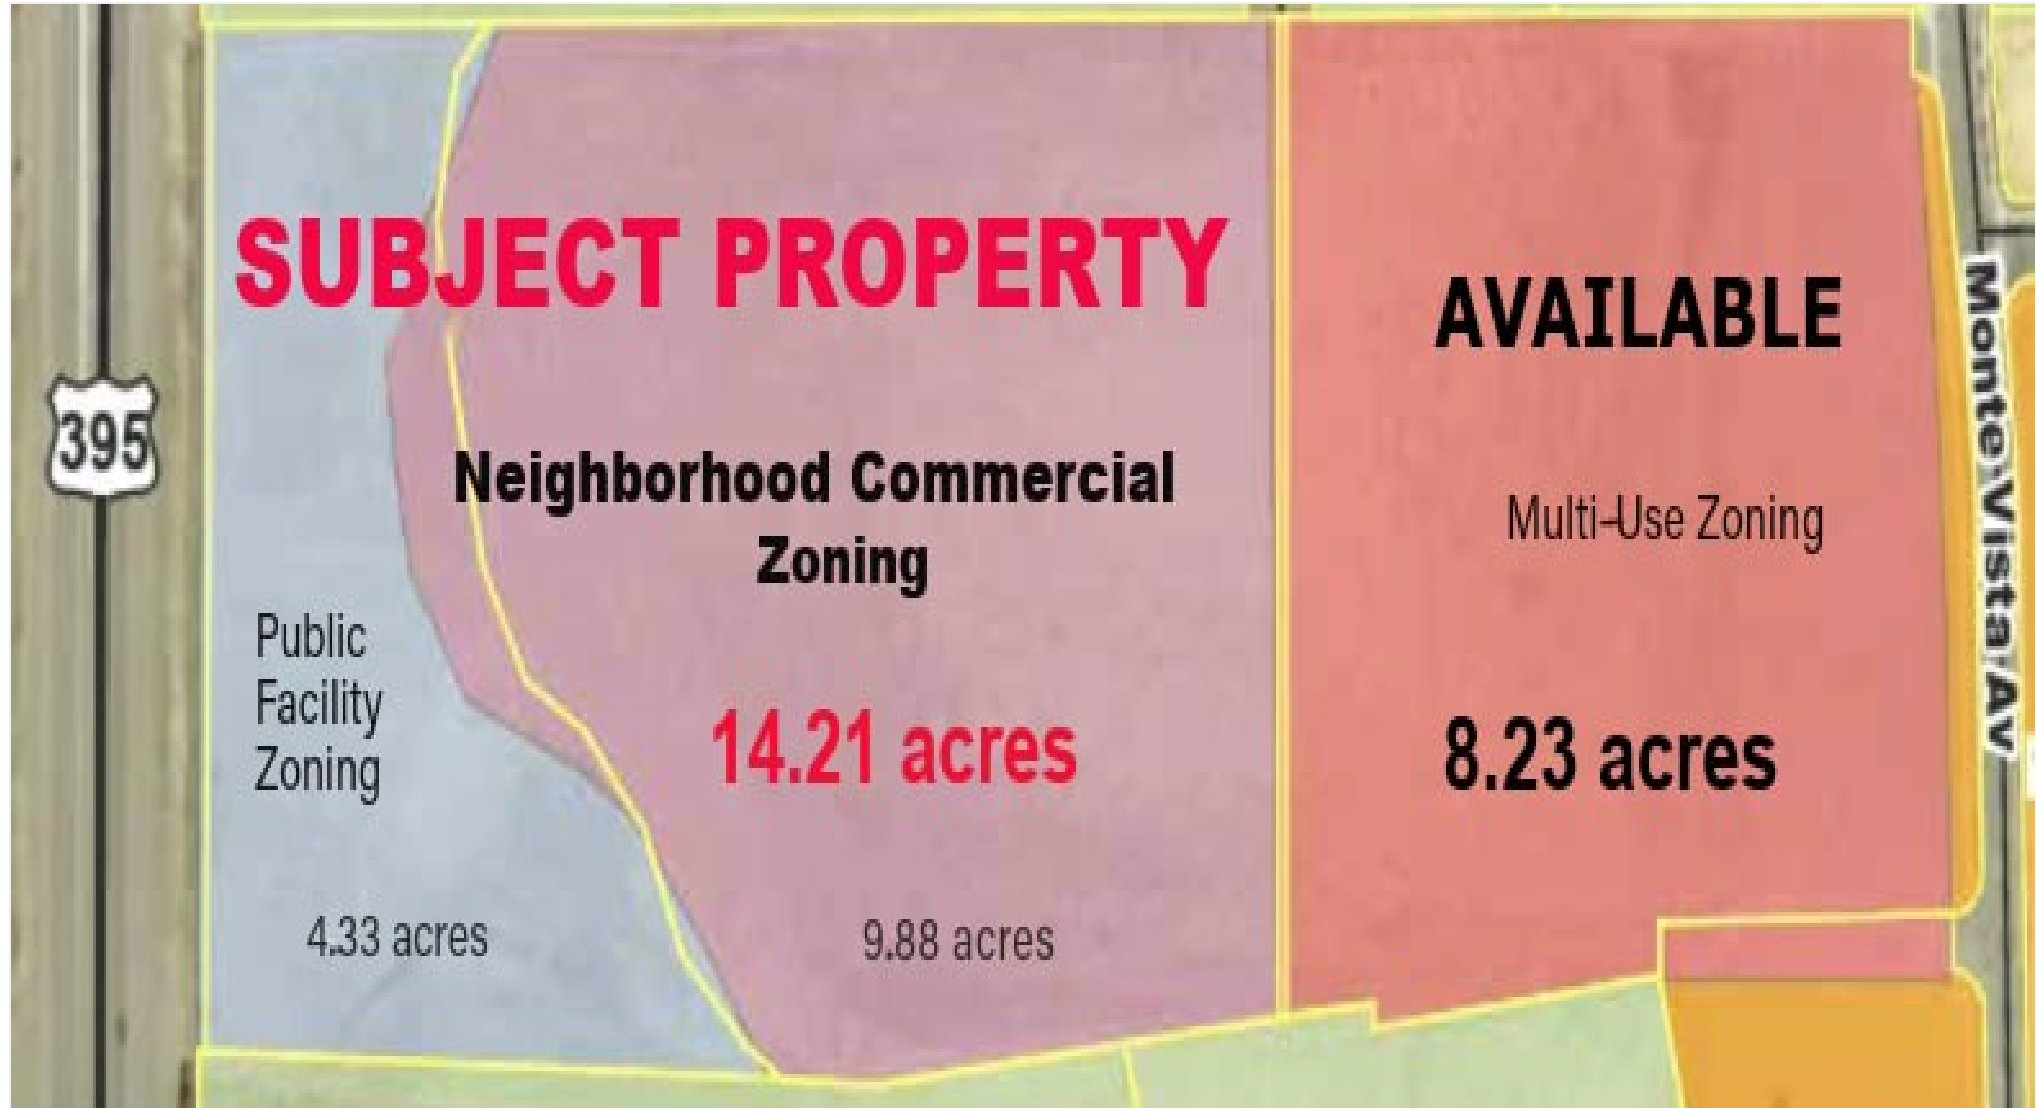 SUBJECT PROPERTY
AVAILABLE
395
Neighborhood Commercial
Zoning
Multi-Use Zoning
Monte Vista Av
Public
Facility
Zoning
14.21 acres
8.23 acres
4.33 acres
9.88 acres